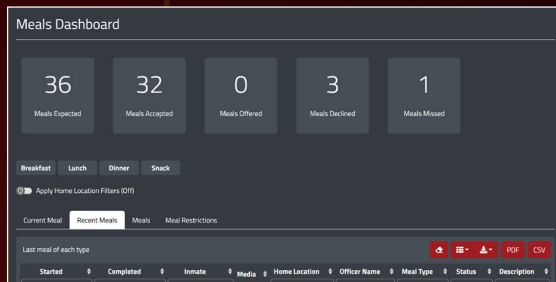 Meals Dashboard
36 32 0 3 1
Meals Expected Meals Accepted Meals Offered Meals Declined Meals Missed
Breakfast Lunch Dinner Snack
Apply Home Location Filters (Off)
Current Meal Recent Meals Meals Meal Restrictions
Last meal of each type PDF CSV
Started Completed Inmate Media Home Location Officer Name Meal Type Status Description